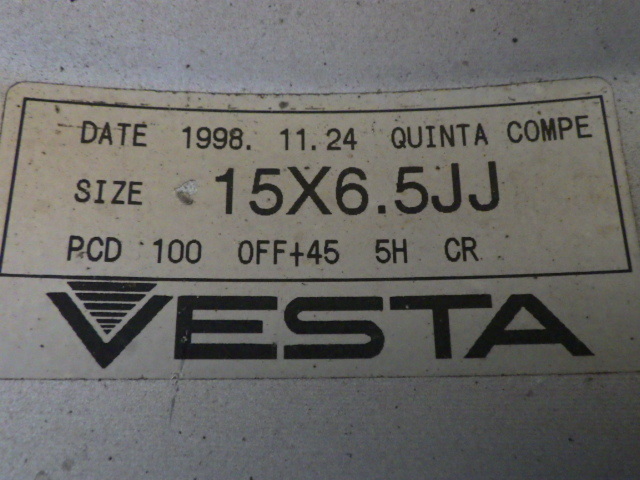 DATE 1998. 11. 24 QUINTA COMPE
SIZE 15X6.5JJ
PCD 100 OFF+45 5H CR
VESTA